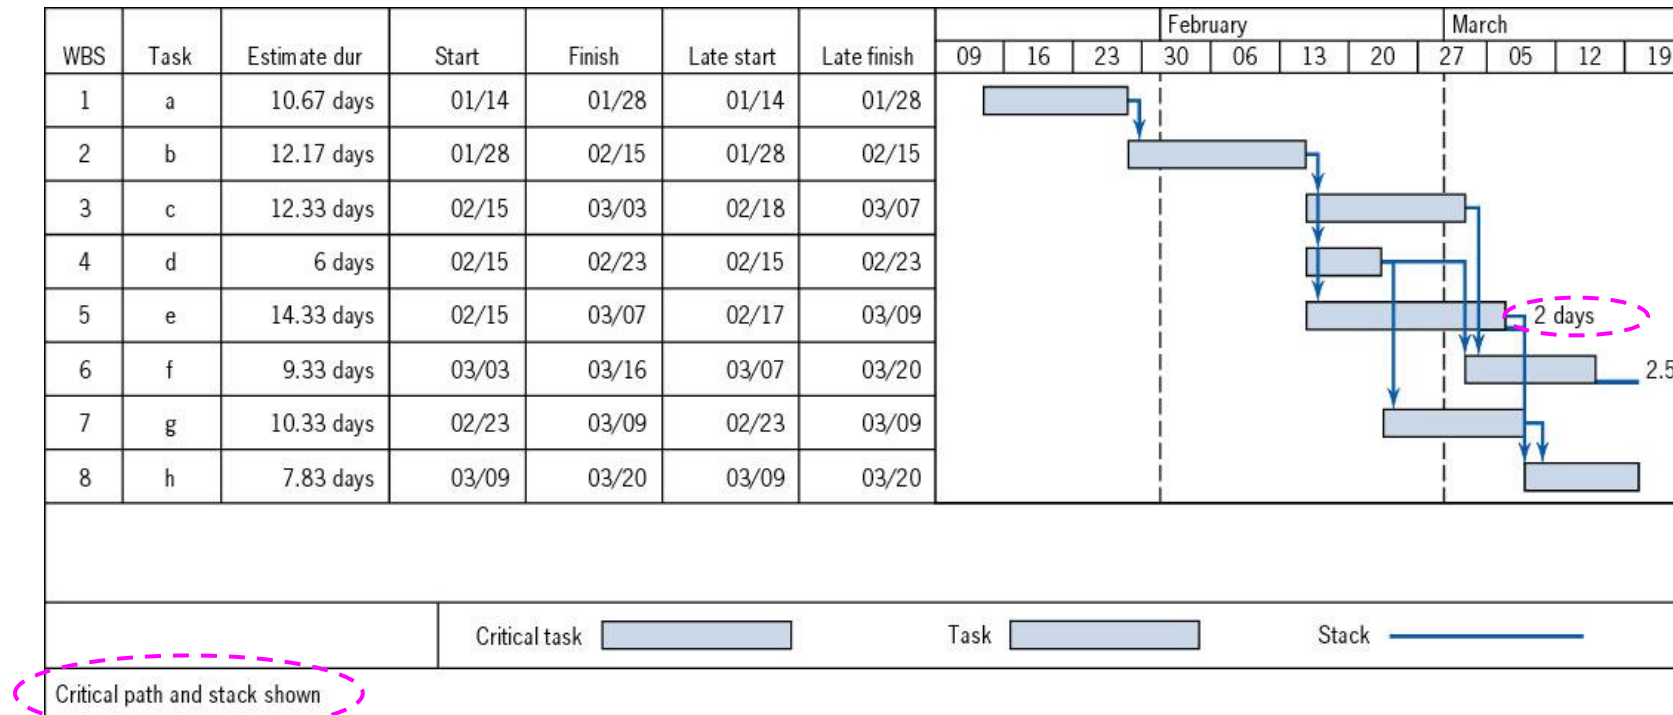 February March
WBS Task Estimate dur Start Finish Late start Late finish 09 16 23 30 06 13 20 27 05 12 19
1 a 10.67 days 01/14 01/28 01/14 01/28
2 b 12.17 days 01/28 02/15 01/28 02/15
3 c 12.33 days 02/15 03/03 02/18 03/07
4 d 6 days 02/15 02/23 02/15 02/23
5 e 14.33 days 02/15 03/07 02/17 03/09 2 days
6 f 9.33 days 03/03 03/16 03/07 03/20 2.5
7 g 10.33 days 02/23 03/09 02/23 03/09
8 h 7.83 days 03/09 03/20 03/09 03/20
Critical task Task Stack
Critical path and stack shown